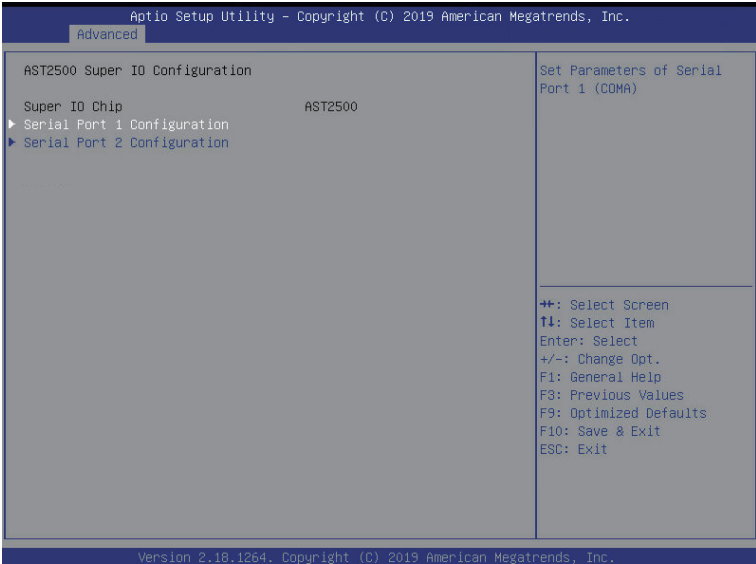 Aptio Setup Utility – Copyright (C) 2019 American Megatrends, Inc.
Advanced
AST2500 Super IO Configuration
Super IO Chip AST2500
▶ Serial Port 1 Configuration
▶ Serial Port 2 Configuration
Set Parameters of Serial
Port 1 (COMA)
→←: Select Screen
↑↓: Select Item
Enter: Select
+/-: Change Opt.
F1: General Help
F3: Previous Values
F9: Optimized Defaults
F10: Save & Exit
ESC: Exit
Version 2.18.1264. Copyright (C) 2019 American Megatrends, Inc.